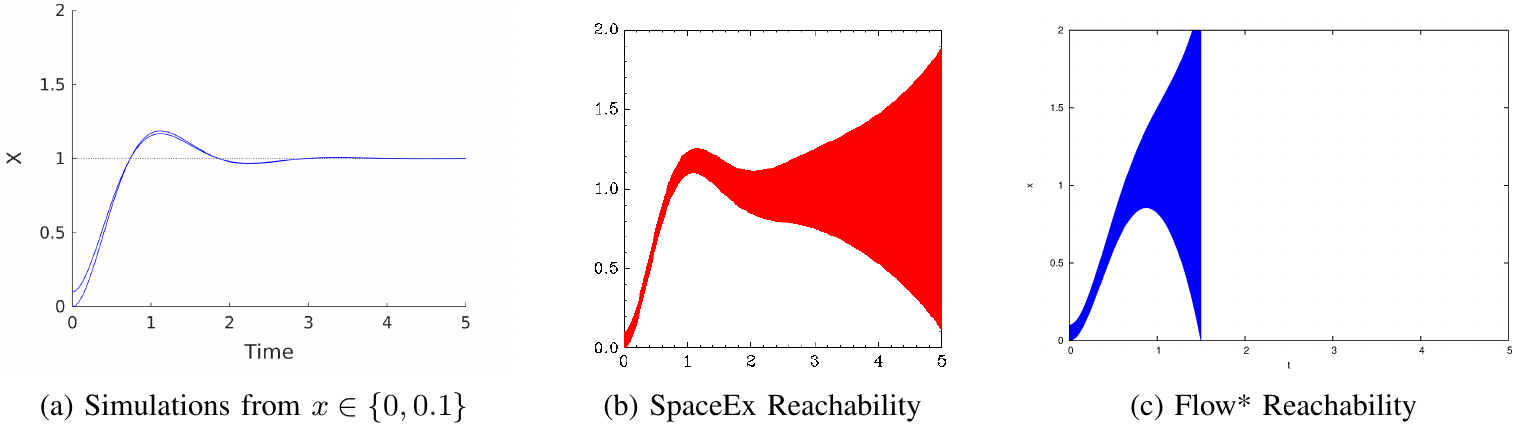 2
1.5
1
0.5
0
X
0 1 2 3 4 5
Time
(a) Simulations from x ∈ {0, 0.1}
2.0
1.5
1.0
0.5
0.0
0 1 2 3 4 5
(b) SpaceEx Reachability
2
1.5
1
0.5
0
x
0 1 2 3 4 5
t
(c) Flow* Reachability